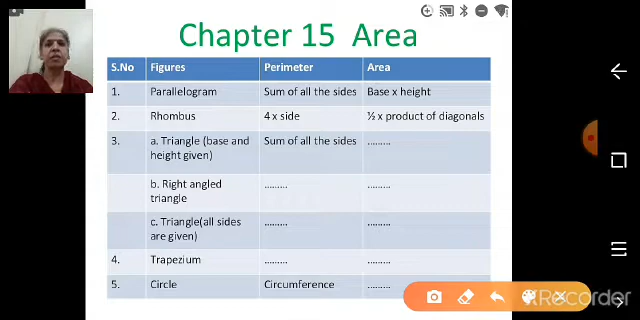 Chapter 15 Area
S.No Figures Perimeter Area
1. Parallelogram Sum of all the sides Base x height
2. Rhombus 4 x side ½ x product of diagonals
3. a. Triangle (base and height given) Sum of all the sides .........
b. Right angled triangle ......... .........
c. Triangle(all sides are given) ......... .........
4. Trapezium ......... .........
5. Circle Circumference .........
Recorder